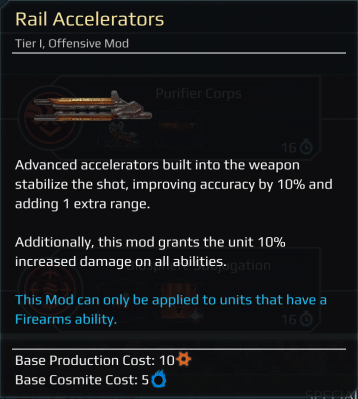 Rail Accelerators
Tier I, Offensive Mod
Purifier Corps
16
Advanced accelerators built into the weapon
stabilize the shot, improving accuracy by 10% and
adding 1 extra range.
Additionally, this mod grants the unit 10%
increased damage on all abilities.
Biosphere Subjugation
This Mod can only be applied to units that have a
Firearms ability.
16
Base Production Cost: 10
Base Cosmite Cost: 5